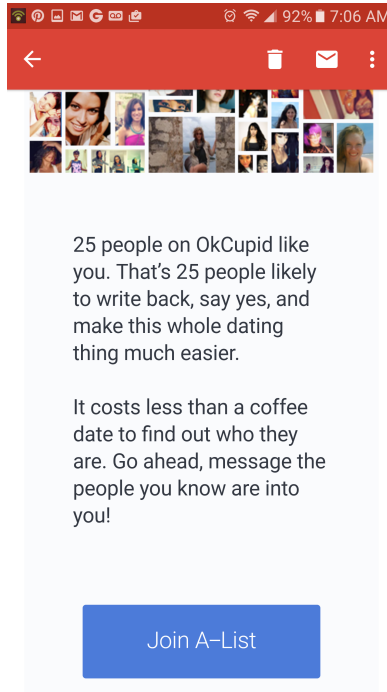 92% 7:06 AM
25 people on OkCupid like
you. That's 25 people likely
to write back, say yes, and
make this whole dating
thing much easier.
It costs less than a coffee
date to find out who they
are. Go ahead, message the
people you know are into
you!
Join A-List